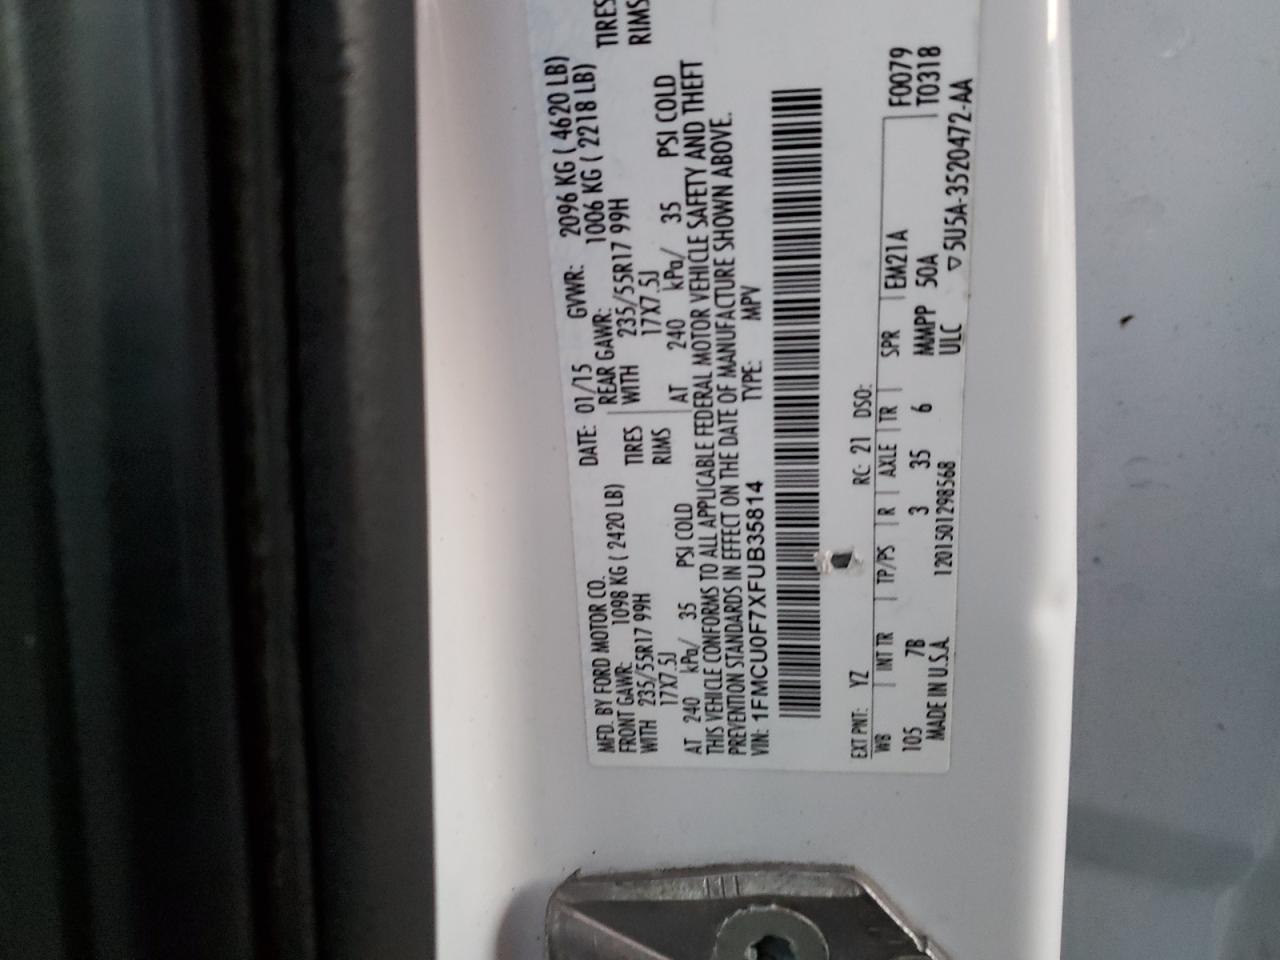 MFD. BY FORD MOTOR CO.
DATE: 01/15 GVWR: 2096 KG ( 4620 LB)
FRONT GAWR: 1098 KG ( 2420 LB)
REAR GAWR: 1006 KG ( 2218 LB)
WITH 235/55R17 99H TIRES
WITH 235/55R17 99H TIRES
17X7.5J RIMS
17X7.5J RIMS
AT 240 kPa/ 35 PSI COLD
AT 240 kPa/ 35 PSI COLD
THIS VEHICLE CONFORMS TO ALL APPLICABLE FEDERAL MOTOR VEHICLE SAFETY AND THEFT
PREVENTION STANDARDS IN EFFECT ON THE DATE OF MANUFACTURE SHOWN ABOVE.
VIN: 1FMCU0F7XFUB35814 TYPE: MPV
F0079
T0318
EXT PNT: YZ RC: 21 DSO:
WB INT TR TP/PS R AXLE TR SPR EM21A
105 7B 3 35 6 MMPP 50A
MADE IN U.S.A. 1201501298568 ULC ▽5U5A-3520472-AA